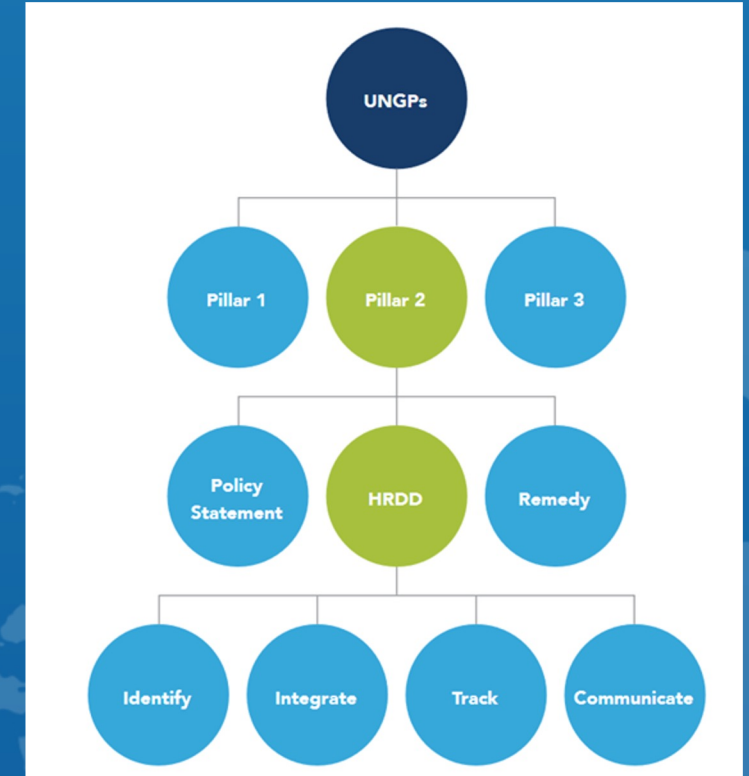 UNGPs
Pillar 1
Pillar 2
Pillar 3
Policy
Statement
HRDD
Remedy
Identify
Integrate
Track
Communicate